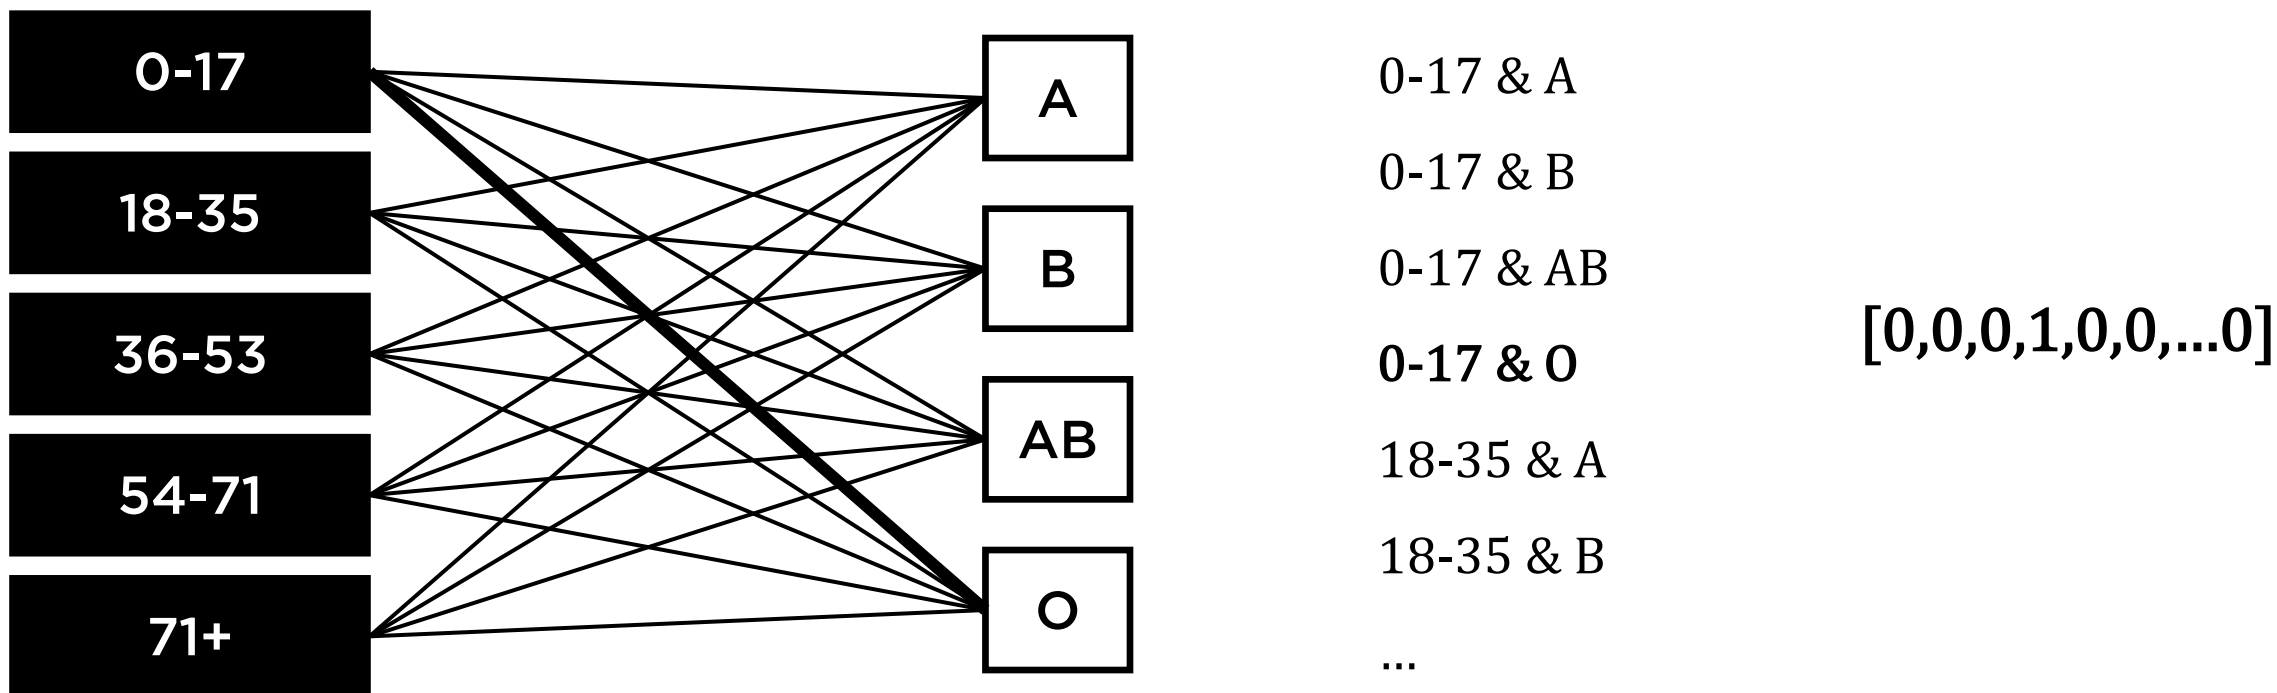 0-17
18-35
36-53
54-71
71+
A
B
AB
O
0-17 & A
0-17 & B
0-17 & AB
0-17 & O
18-35 & A
18-35 & B
...
[0,0,0,1,0,0,...0]